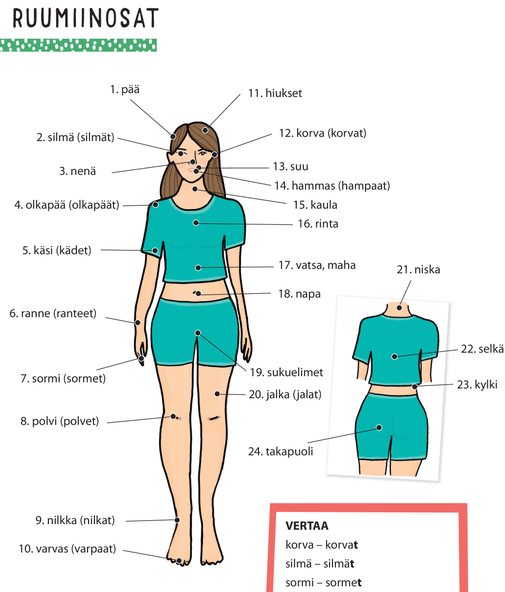 RUUMIINOSAT
1. pää
2. silmä (silmät)
3. nenä
4. olkapää (olkapäät)
5. käsi (kädet)
6. ranne (ranteet)
7. sormi (sormet)
8. polvi (polvet)
9. nilkka (nilkat)
10. varvas (varpaat)
11. hiukset
12. korva (korvat)
13. suu
14. hammas (hampaat)
15. kaula
16. rinta
17. vatsa, maha
18. napa
19. sukuelimet
20. jalka (jalat)
21. niska
22. selkä
23. kylki
24. takapuoli
VERTAA
korva – korvat
silmä – silmät
sormi – sormet